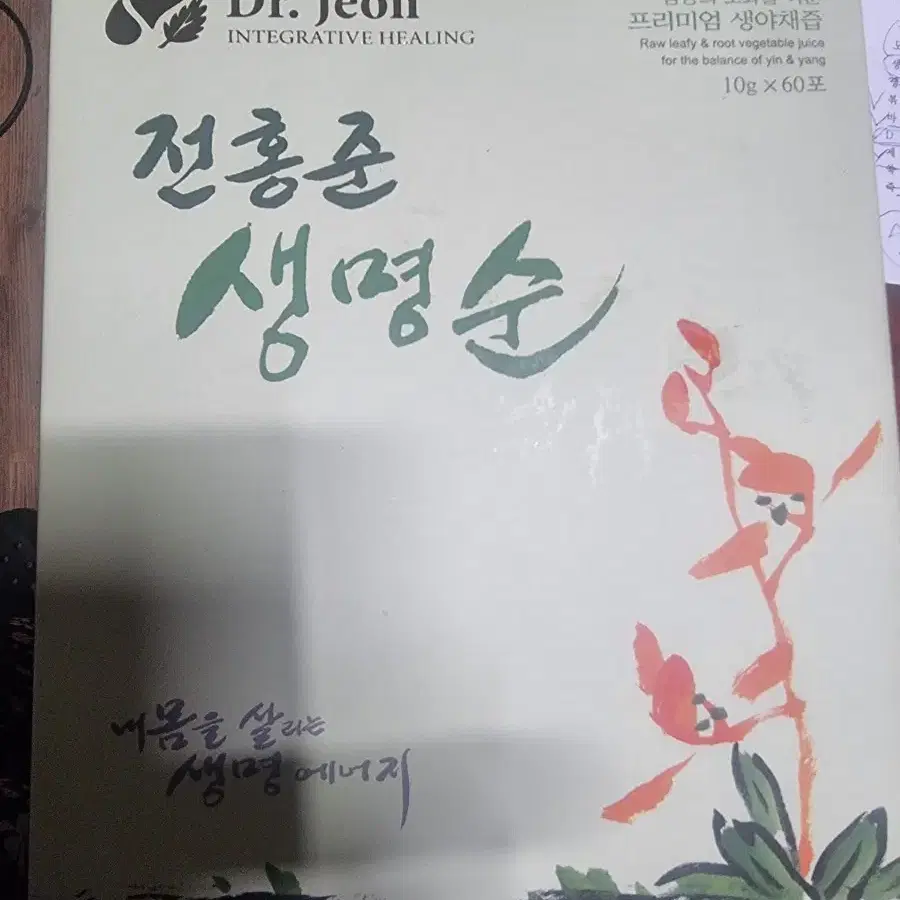 Dr. Jeon
INTEGRATIVE HEALING
프리미엄 생야채즙
Raw leafy & root vegetable juice
for the balance of yin & yang
10g × 60포
전홍준
생명순
내 몸을 살리는
생명에너지